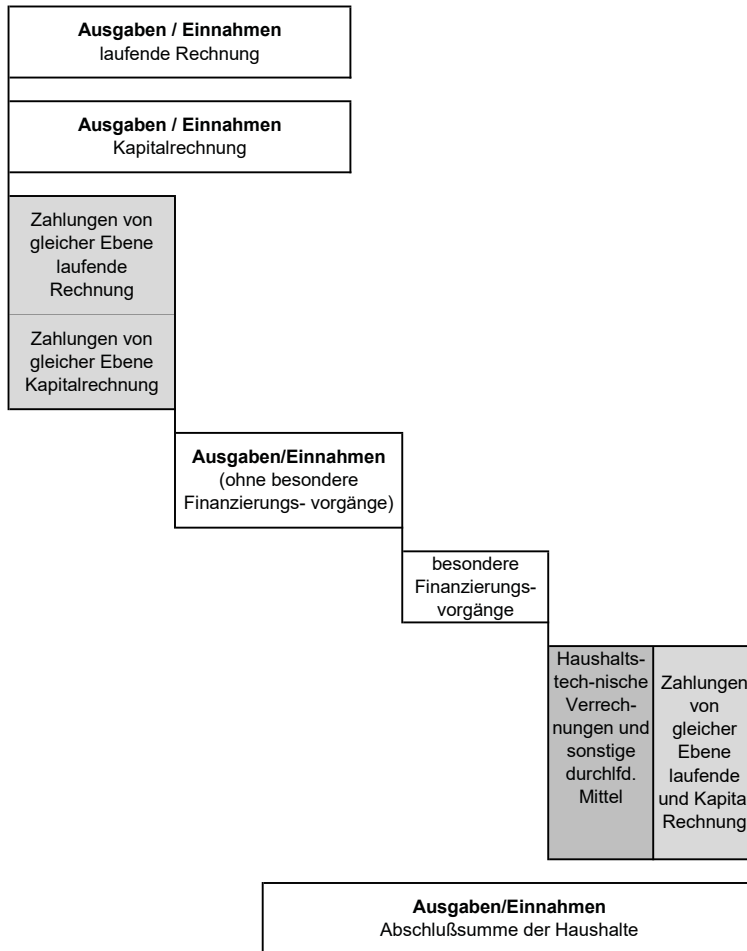 Ausgaben / Einnahmen
laufende Rechnung
Ausgaben / Einnahmen
Kapitalrechnung
Zahlungen von
gleicher Ebene
laufende
Rechnung
Zahlungen von
gleicher Ebene
Kapitalrechnung
Ausgaben/Einnahmen
(ohne besondere
Finanzierungs- vorgänge)
besondere
Finanzierungs-
vorgänge
Haushalts-
tech-nische
Verrech-
nungen und
sonstige
durchlfd.
Mittel
Zahlungen
von
gleicher
Ebene
laufende
und Kapita
Rechnung
Ausgaben/Einnahmen
Abschlußsumme der Haushalte